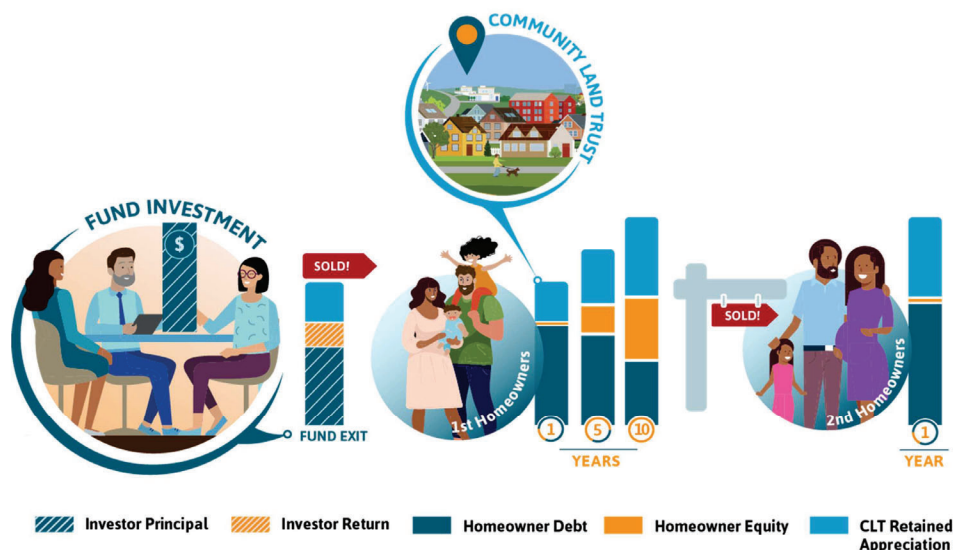 COMMUNITY LAND TRUST
FUND INVESTMENT
$
SOLD!
FUND EXIT
1st Homeowners
1
5
10
YEARS
SOLD!
2nd Homeowners
1
YEAR
Investor Principal
Investor Return
Homeowner Debt
Homeowner Equity
CLT Retained
Appreciation